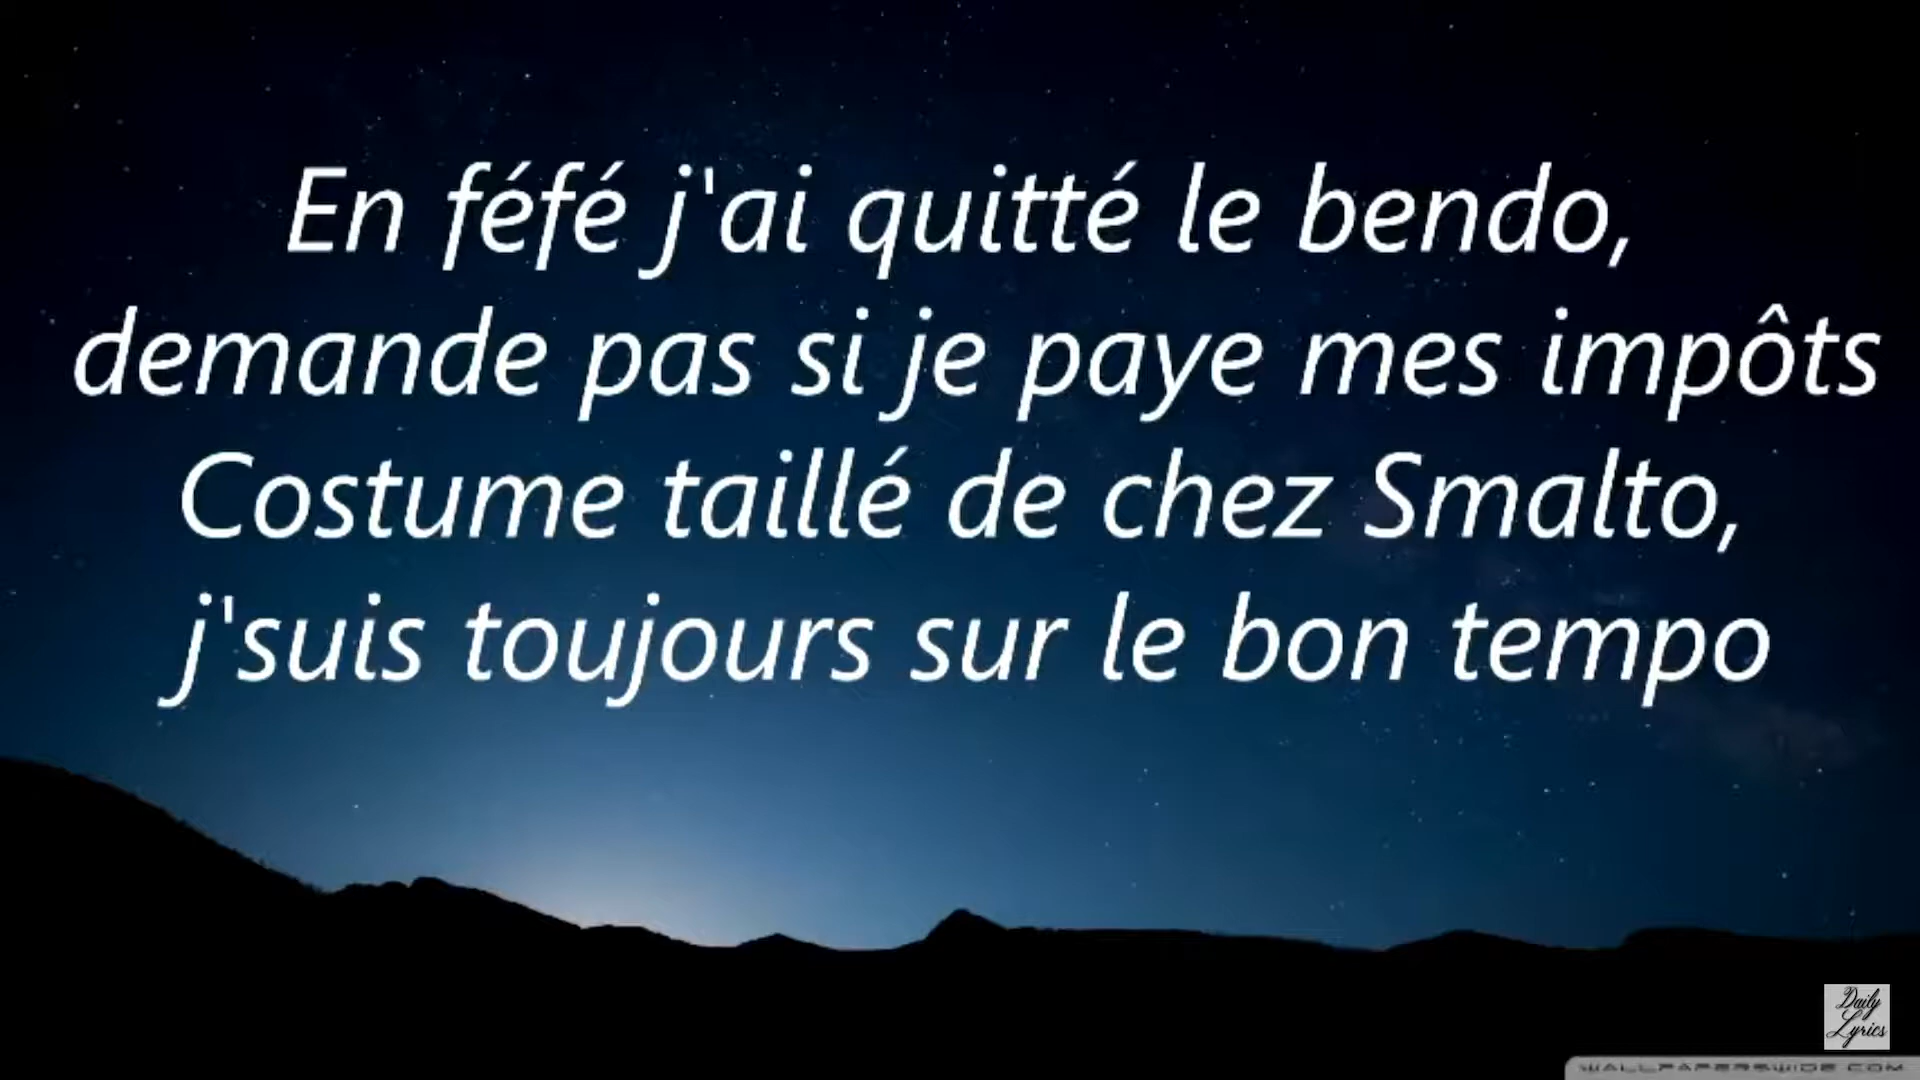 En féfé j'ai quitté le bendo,
demande pas si je paye mes impôts
Costume taillé de chez Smalto,
j'suis toujours sur le bon tempo
Daily
Lyrics
WALLPAPERSWIDE.COM